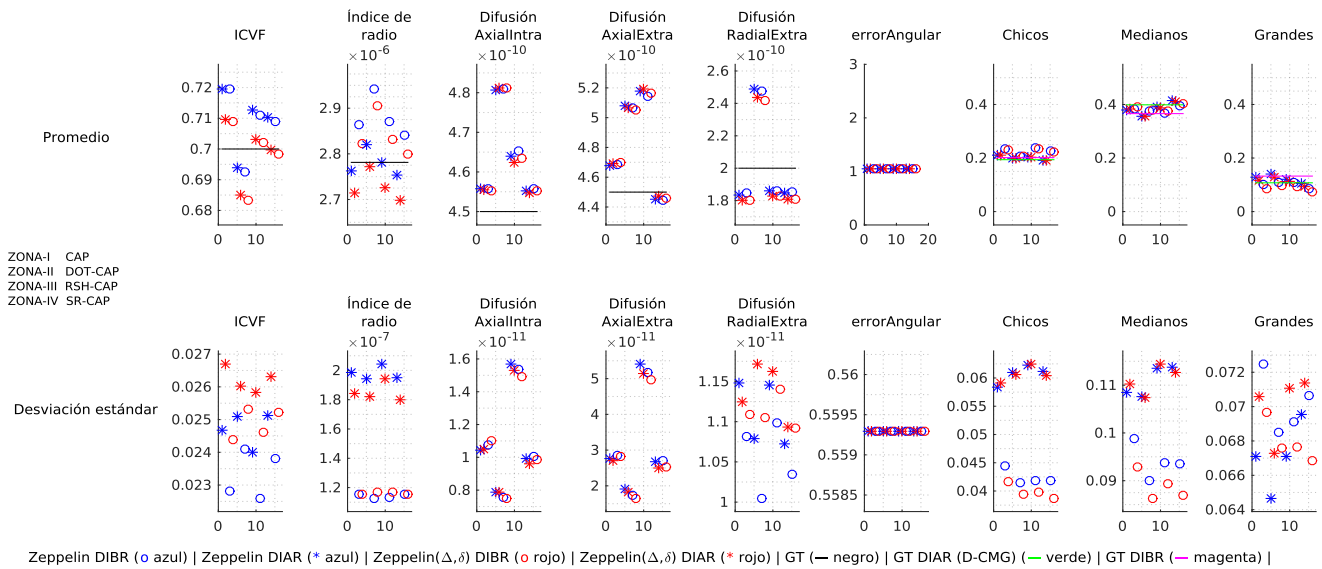 Difusión Difusión Difusión
Índice de
ICVF radio AxialIntra AxialExtra RadialExtra errorAngular Chicos Medianos Grandes
×10⁻⁶ ×10⁻¹⁰ ×10⁻¹⁰ ×10⁻¹⁰
Promedio
0.72 0.71 0.7 0.69 0.68
0 10
2.9 2.8 2.7
0 10
4.8 4.7 4.6 4.5
0 10
5.2 5 4.8 4.6 4.4
0 10
2.6 2.4 2.2 2 1.8
0 10
3 2 1 0
0 10 20
0.4 0.2 0
0 10
0.4 0.2 0
0 10
0.4 0.2 0
0 10
ZONA-I CAP
ZONA-II DOT-CAP
ZONA-III RSH-CAP
ZONA-IV SR-CAP
Difusión Difusión Difusión
Índice de
ICVF radio AxialIntra AxialExtra RadialExtra errorAngular Chicos Medianos Grandes
×10⁻⁷ ×10⁻¹¹ ×10⁻¹¹ ×10⁻¹¹
Desviación estándar
0.027 0.026 0.025 0.024 0.023
0 10
2 1.8 1.6 1.4 1.2
0 10
1.6 1.4 1.2 1 0.8
0 10
5 4 3 2
0 10
1.15 1.1 1.05 1
0 10
0.56 0.5595 0.559 0.5585
0 10 20
0.06 0.055 0.05 0.045 0.04
0 10
0.11 0.1 0.09
0 10
0.072 0.07 0.068 0.066 0.064
0 10
Zeppelin DIBR (o azul) | Zeppelin DIAR (* azul) | Zeppelin(Δ,δ) DIBR (o rojo) | Zeppelin(Δ,δ) DIAR (* rojo) | GT (— negro) | GT DIAR (D-CMG) (— verde) | GT DIBR (— magenta) |